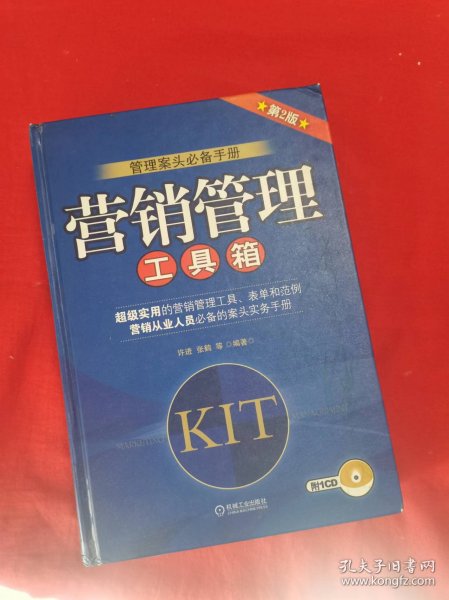 ★第2版★
管理案头必备手册
营销管理
工具箱
超级实用的营销管理工具、表单和范例
营销从业人员必备的案头实务手册
许进 张鹤 等 ◇编著◇
KIT
附1CD
机械工业出版社
CHINA MACHINE PRESS
孔夫子旧书网
www.kongfz.com